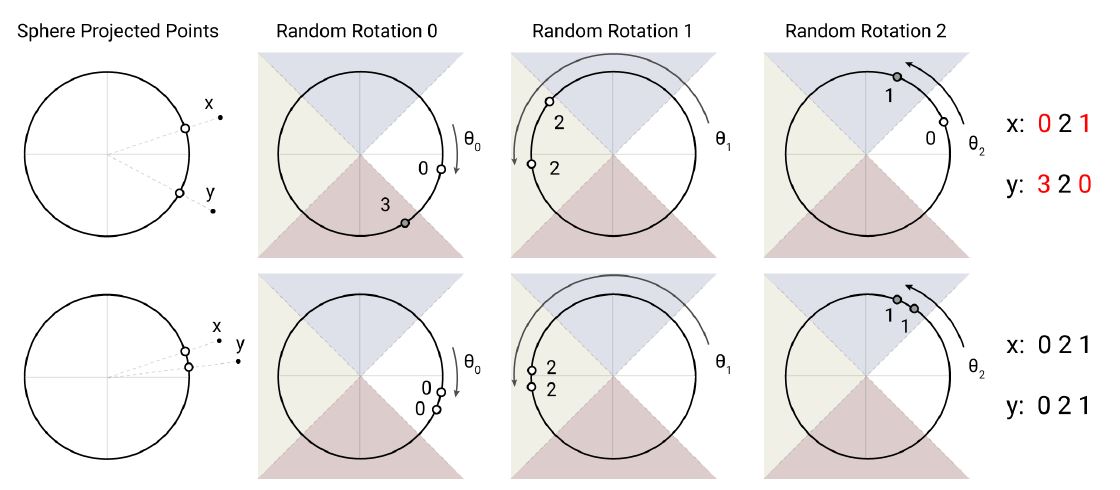 Sphere Projected Points
Random Rotation 0
Random Rotation 1
Random Rotation 2
x
y
0
3
θ0
2
2
θ1
1
0
θ2
x: 0 2 1
y: 3 2 0
x
y
0
0
θ0
2
2
θ1
1
1
θ2
x: 0 2 1
y: 0 2 1